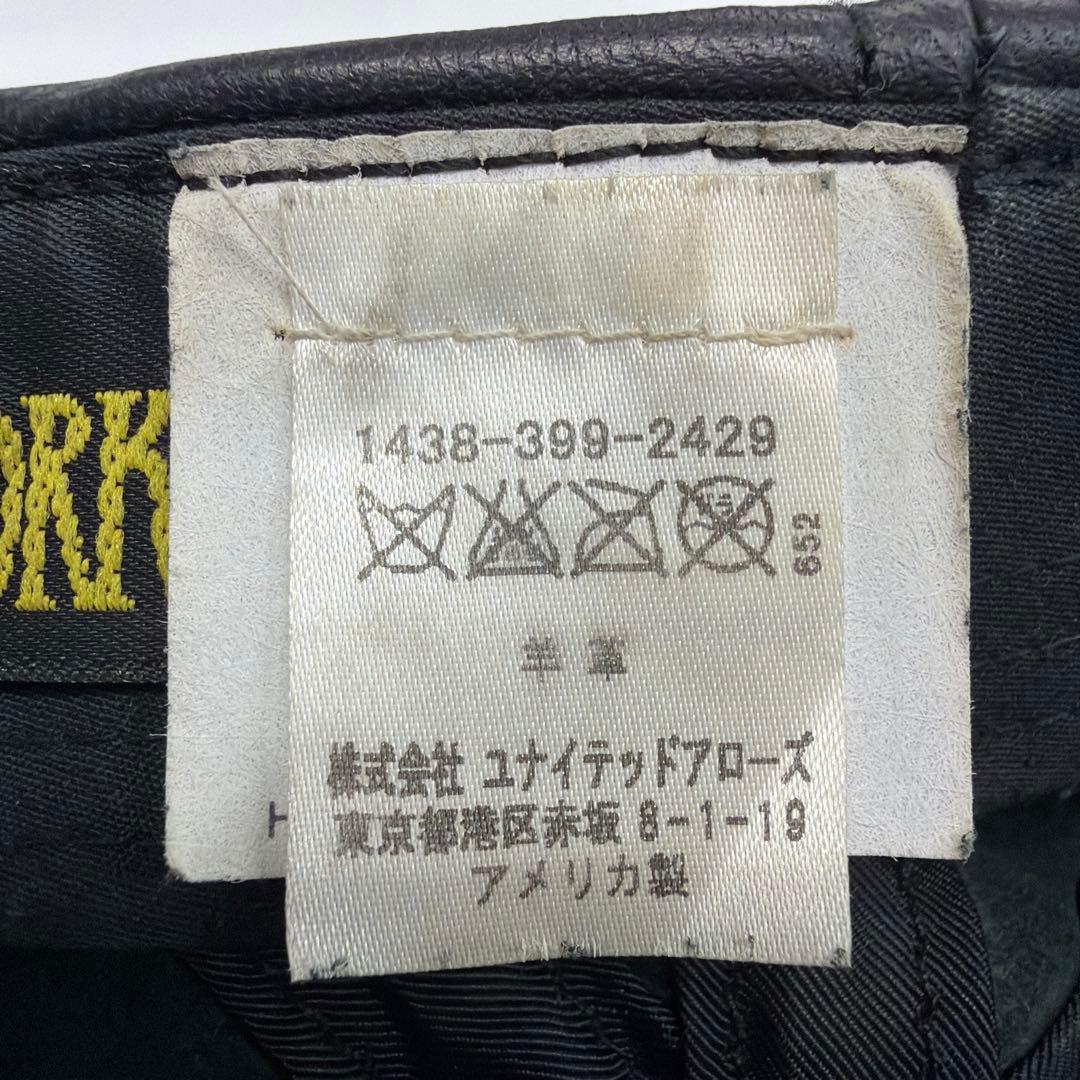 1438-399-2429
652
羊革
株式会社 ユナイテッドアローズ
東京都港区赤坂 8-1-19
アメリカ製
ORK
H